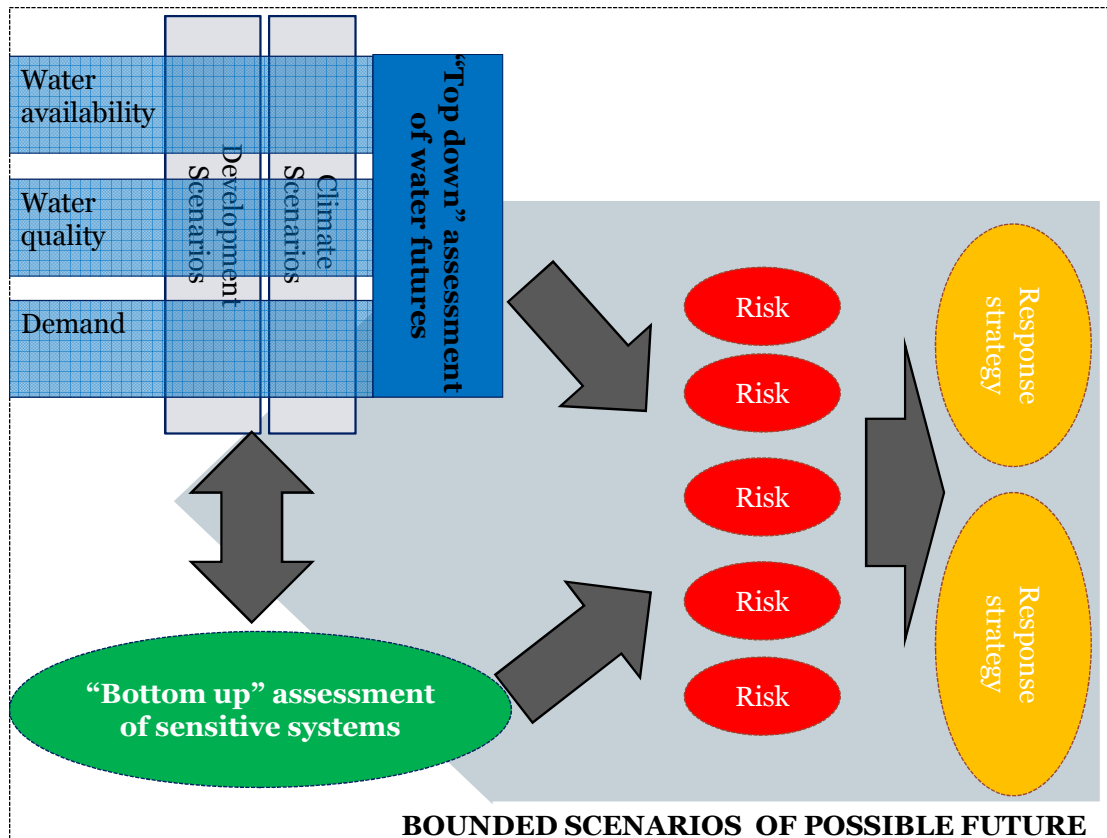 Water
availability
Water
quality
Demand
Development
Scenarios
Climate
Scenarios
“Top down” assessment
of water futures
Risk
Risk
Risk
Risk
Risk
Response
strategy
Response
strategy
“Bottom up” assessment
of sensitive systems
BOUNDED SCENARIOS OF POSSIBLE FUTURE